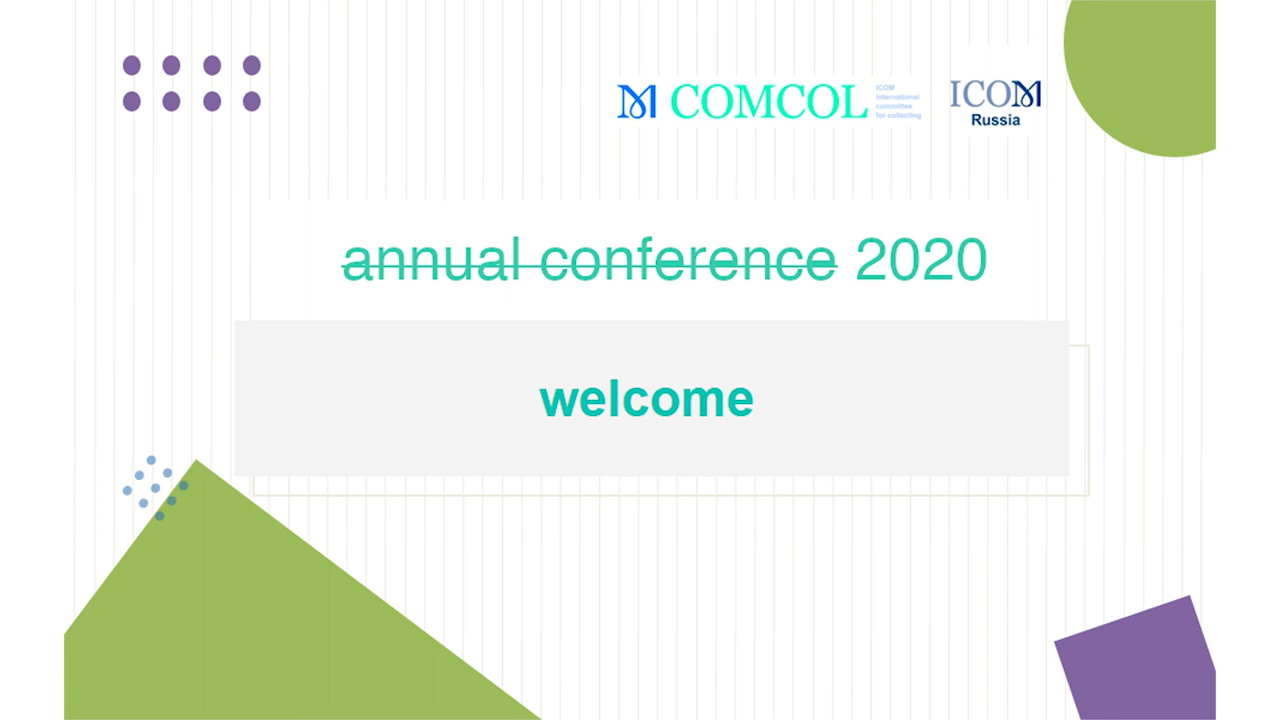 COMCOL
ICOM
international
committee
for collecting
ICOM
Russia
annual conference 2020
welcome